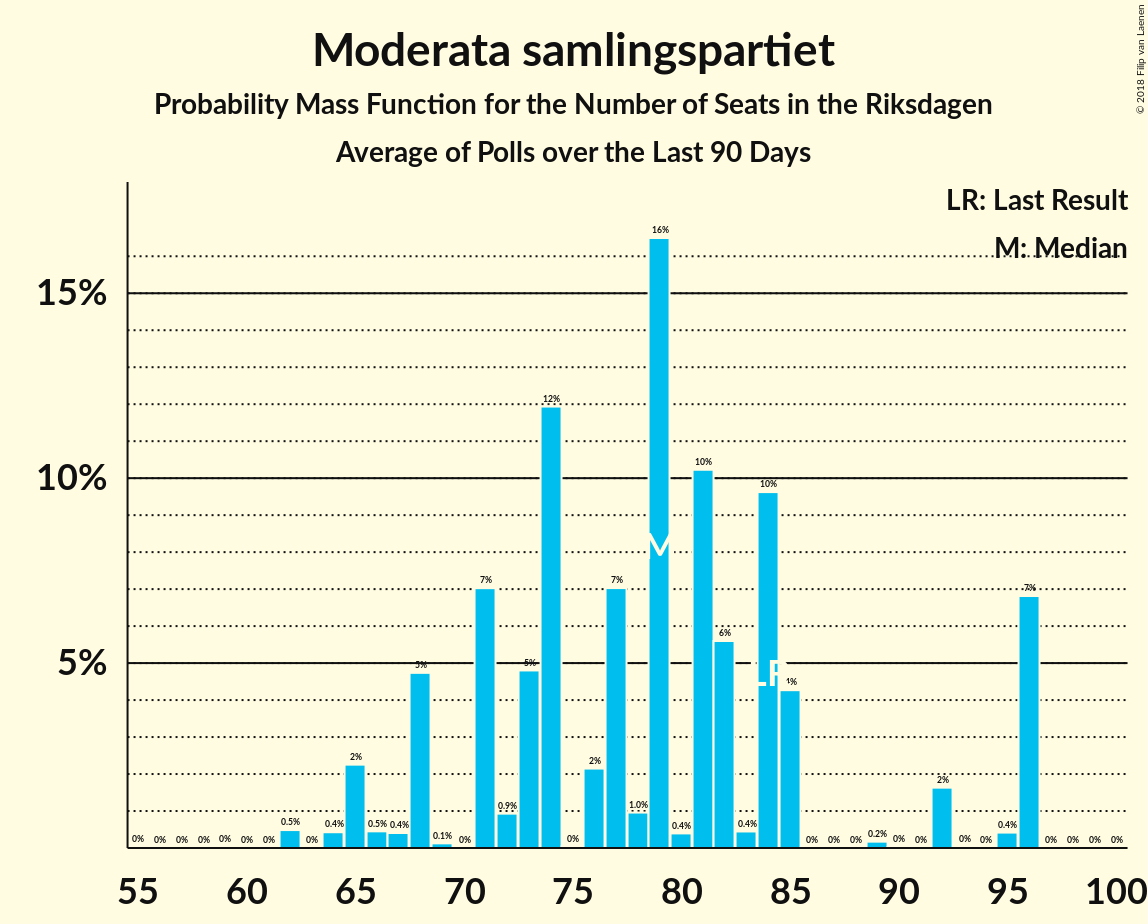 Moderata samlingspartiet
Probability Mass Function for the Number of Seats in the Riksdagen
Average of Polls over the Last 90 Days
© 2018 Filip van Laenen
LR: Last Result
M: Median
15%
10%
5%
0% 0% 0% 0% 0% 0% 0% 0.5% 0% 0.4% 2% 0.5% 0.4% 5% 0.1% 0% 7% 0.9% 5% 12% 0% 2% 7% 1.0% 16% 0.4% 10% 6% 0.4% 10% 4% 0% 0% 0% 0.2% 0% 0% 2% 0% 0% 0.4% 7% 0% 0% 0% 0%
M
LR
55 60 65 70 75 80 85 90 95 100